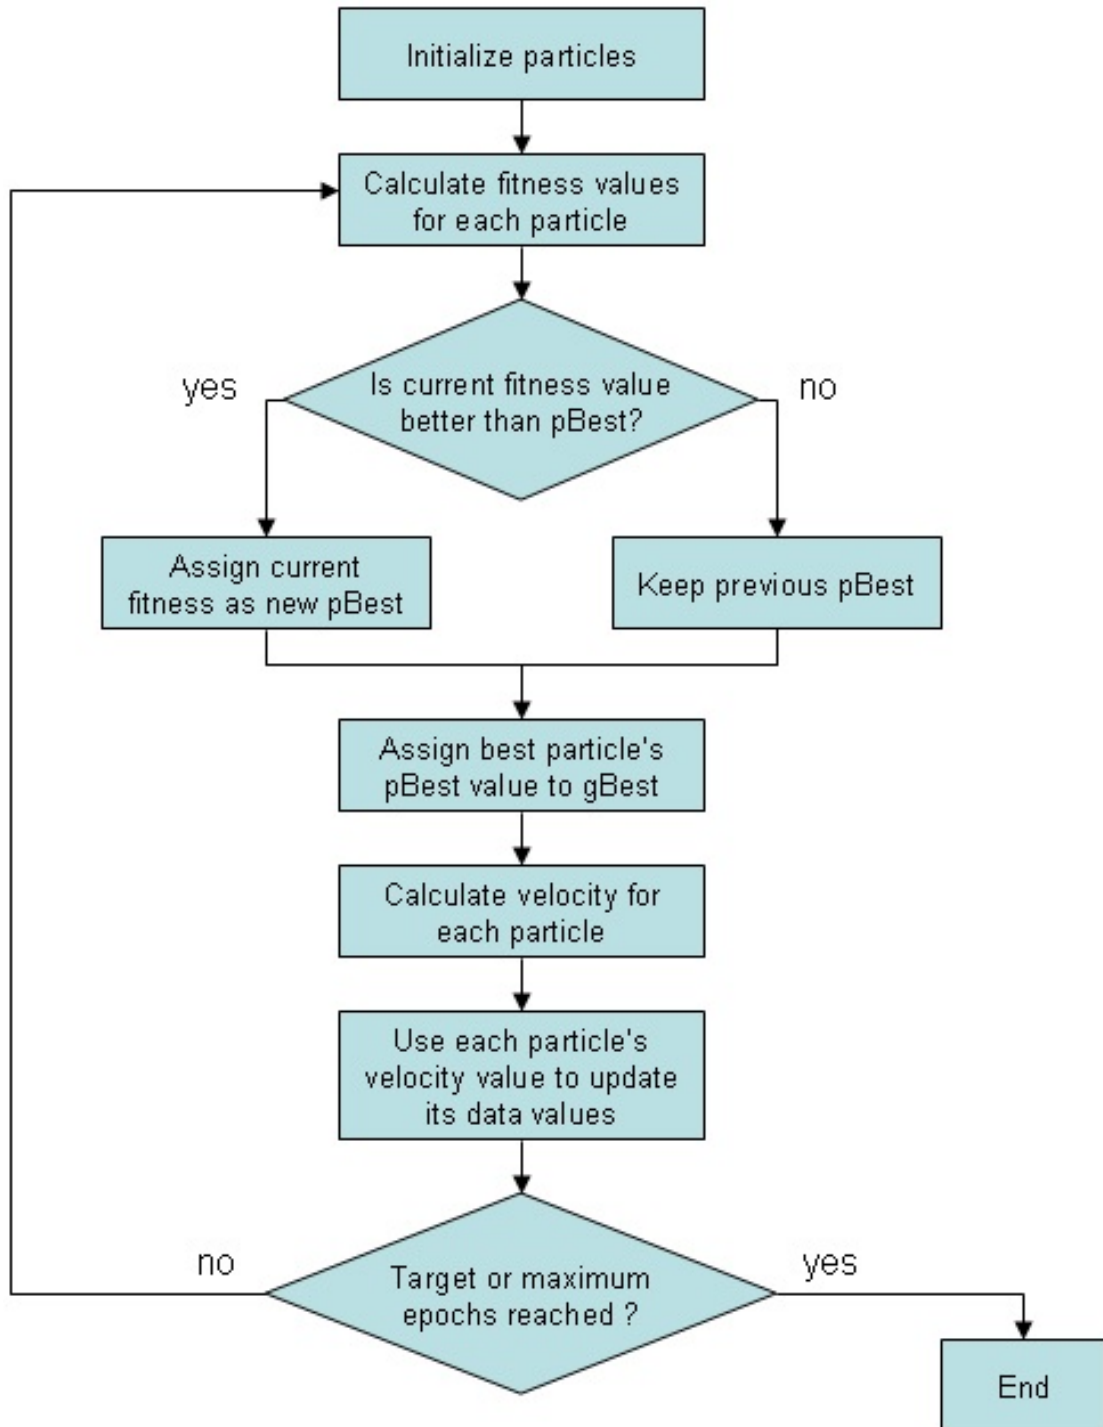 Initialize particles
Calculate fitness values
for each particle
yes
Is current fitness value
better than pBest?
no
Assign current
fitness as new pBest
Keep previous pBest
Assign best particle's
pBest value to gBest
Calculate velocity for
each particle
Use each particle's
velocity value to update
its data values
no
Target or maximum
epochs reached ?
yes
End